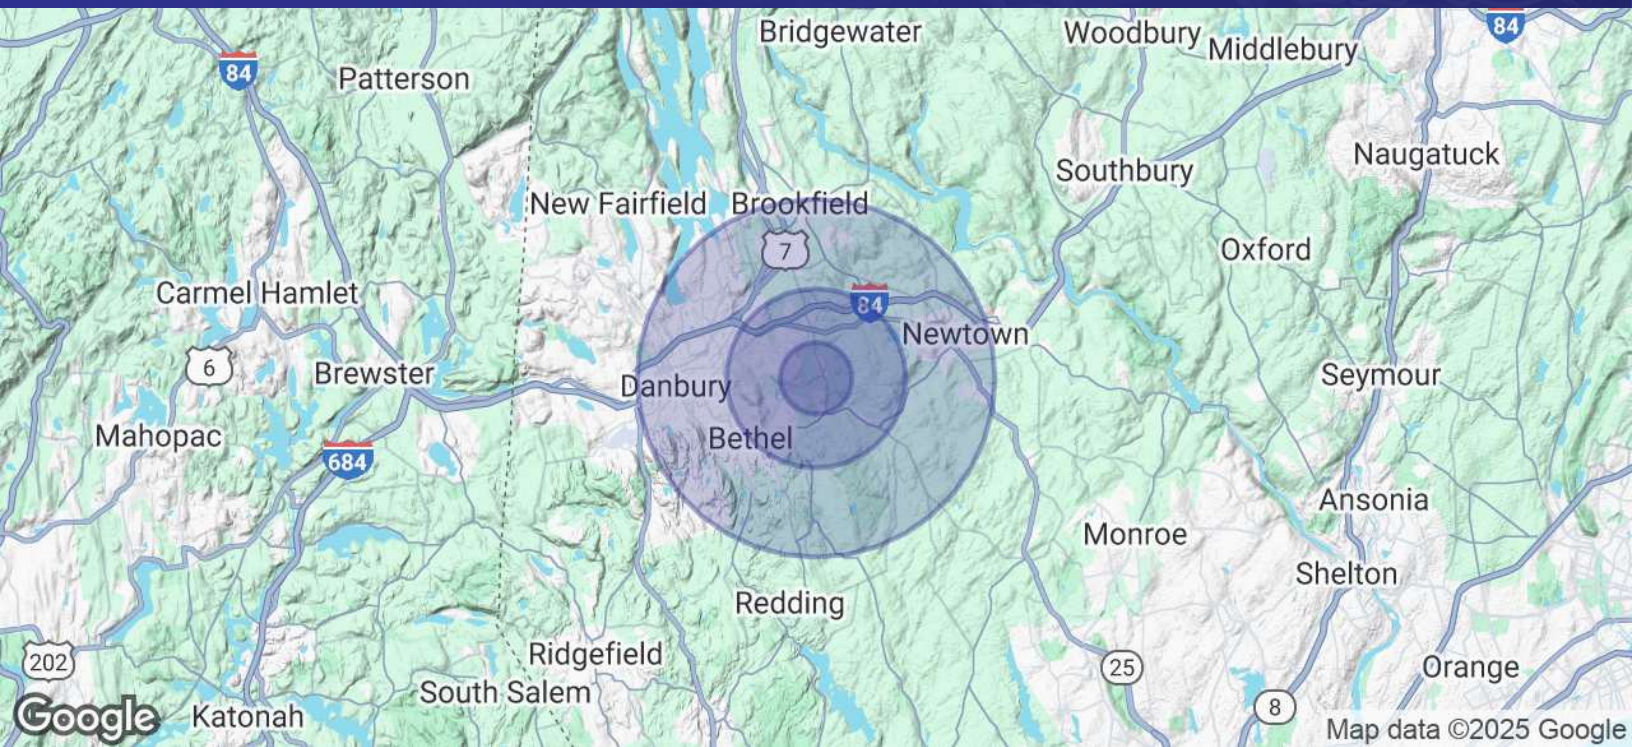 Bridgewater
Woodbury
Middlebury
84
84
Patterson
Naugatuck
Southbury
New Fairfield
Brookfield
7
Oxford
Carmel Hamlet
84
Newtown
6
Brewster
Danbury
Seymour
Mahopac
Bethel
684
Ansonia
Monroe
Shelton
Redding
202
Ridgefield
25
Orange
South Salem
8
Google
Katonah
Map data ©2025 Google